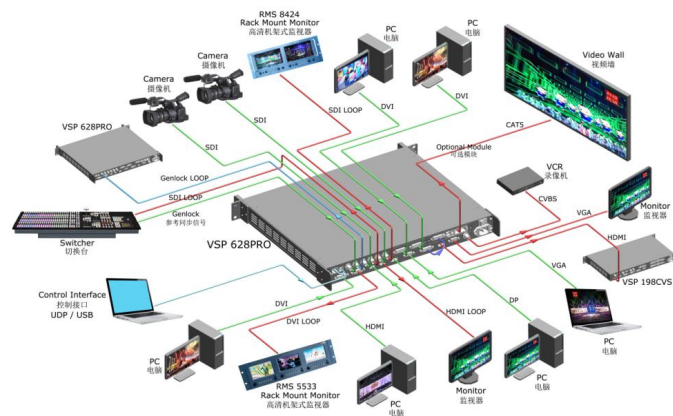 RMS 8424
Rack Mount Monitor
高清机架式监视器
PC
电脑
PC
电脑
Video Wall
视频墙
Camera
摄像机
Camera
摄像机
SDI
SDI
SDI LOOP
DVI
DVI
CAT5
VSP 628PRO
Optional Module
可选模块
VCR
录像机
Genlock LOOP
SDI LOOP
Genlock
参考同步信号
CVBS
VGA
Monitor
监视器
Switcher
切换台
VSP 628PRO
HDMI
VSP 198CVS
Control Interface
控制接口
UDP / USB
VGA
DVI
DVI LOOP
HDMI
HDMI LOOP
DP
PC
电脑
PC
电脑
RMS 5533
Rack Mount Monitor
高清机架式监视器
PC
电脑
Monitor
监视器
PC
电脑